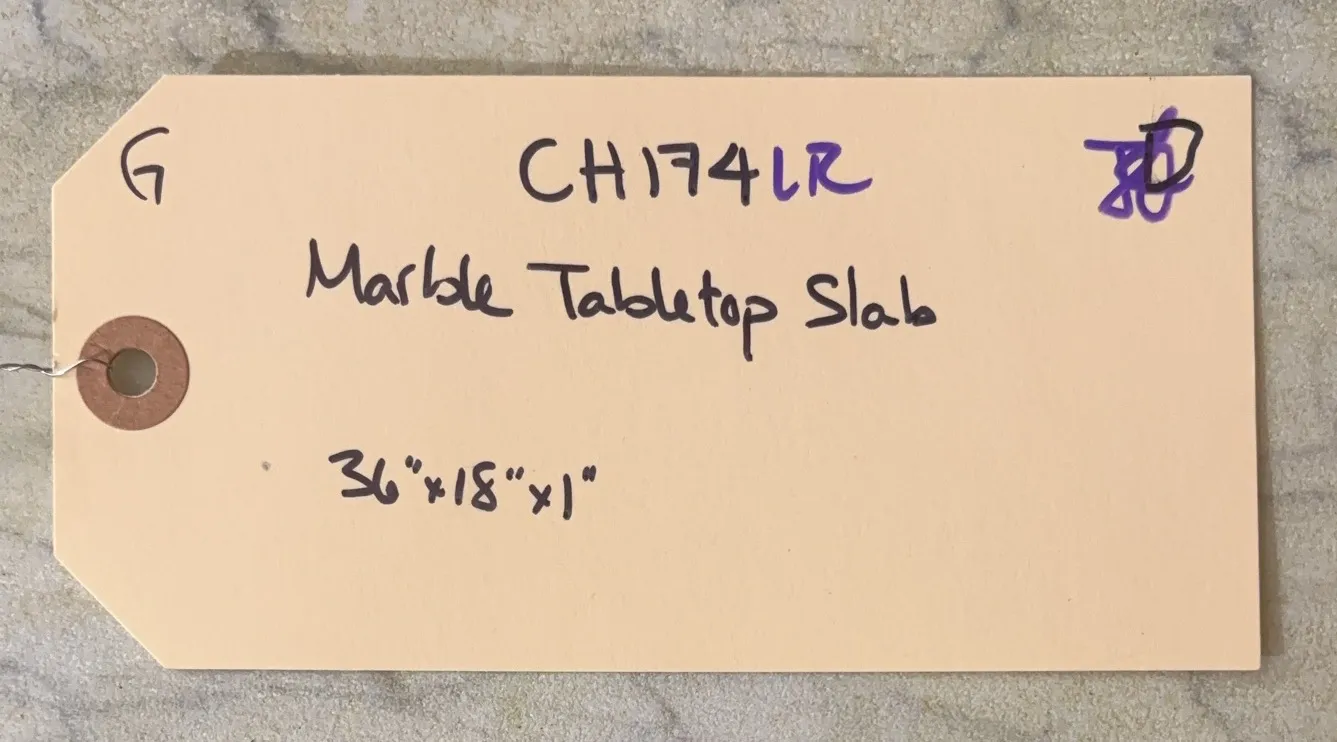 G CH174LR D
Marble Tabletop Slab
36"x18"x1"